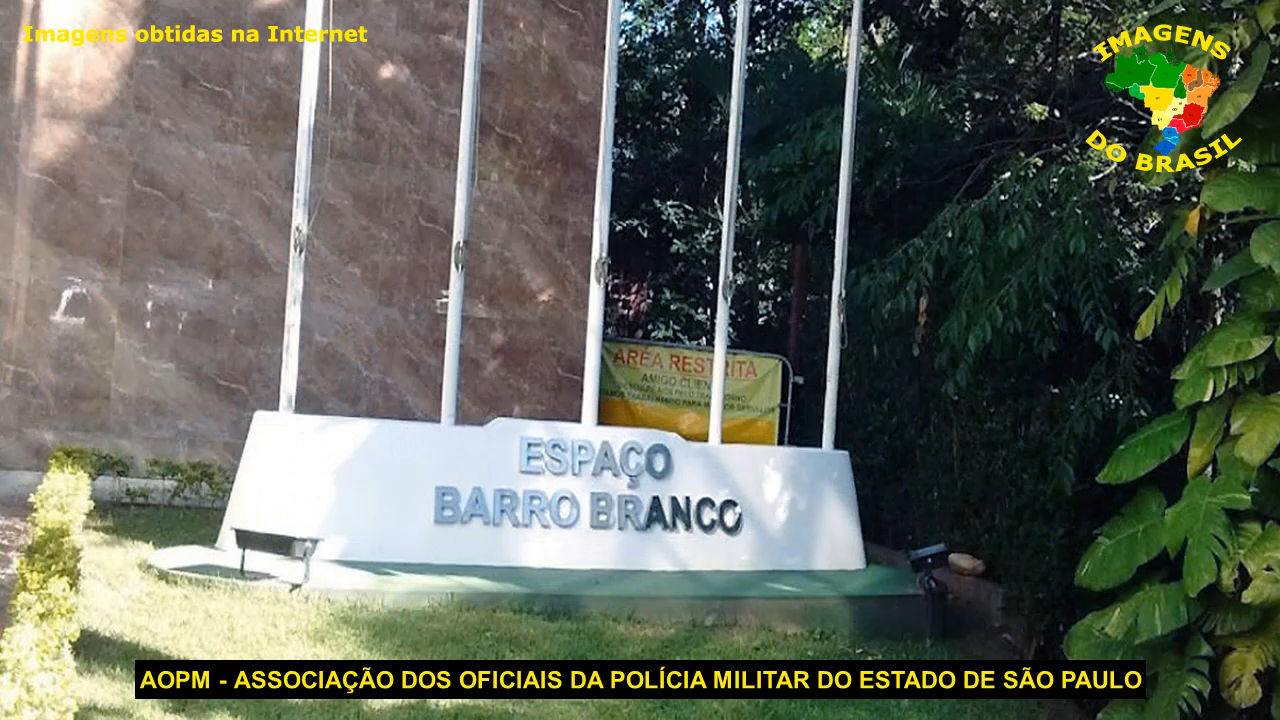 Imagens obtidas na Internet
IMAGENS
DO BRASIL
ÁREA RESTRITA
AMIGO CLIENTE
ESPAÇO
BARRO BRANCO
AOPM - ASSOCIAÇÃO DOS OFICIAIS DA POLÍCIA MILITAR DO ESTADO DE SÃO PAULO